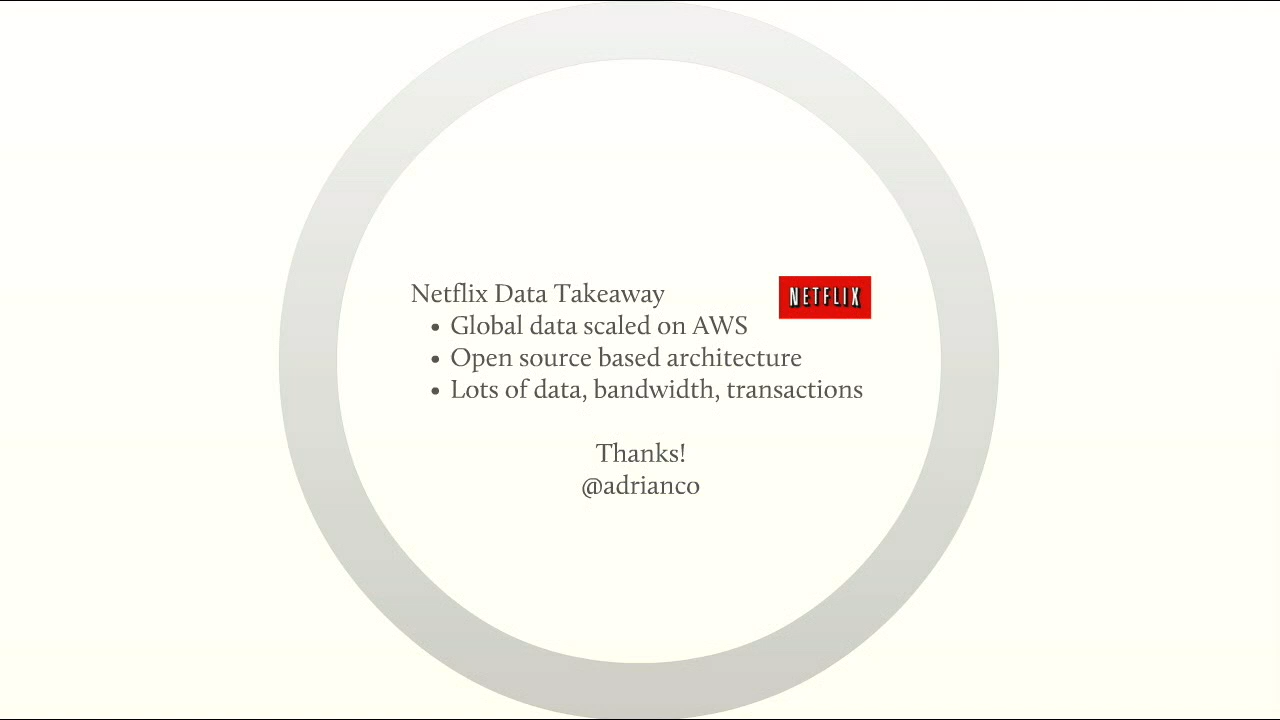 Netflix Data Takeaway
NETFLIX
• Global data scaled on AWS
• Open source based architecture
• Lots of data, bandwidth, transactions
Thanks!
@adrianco